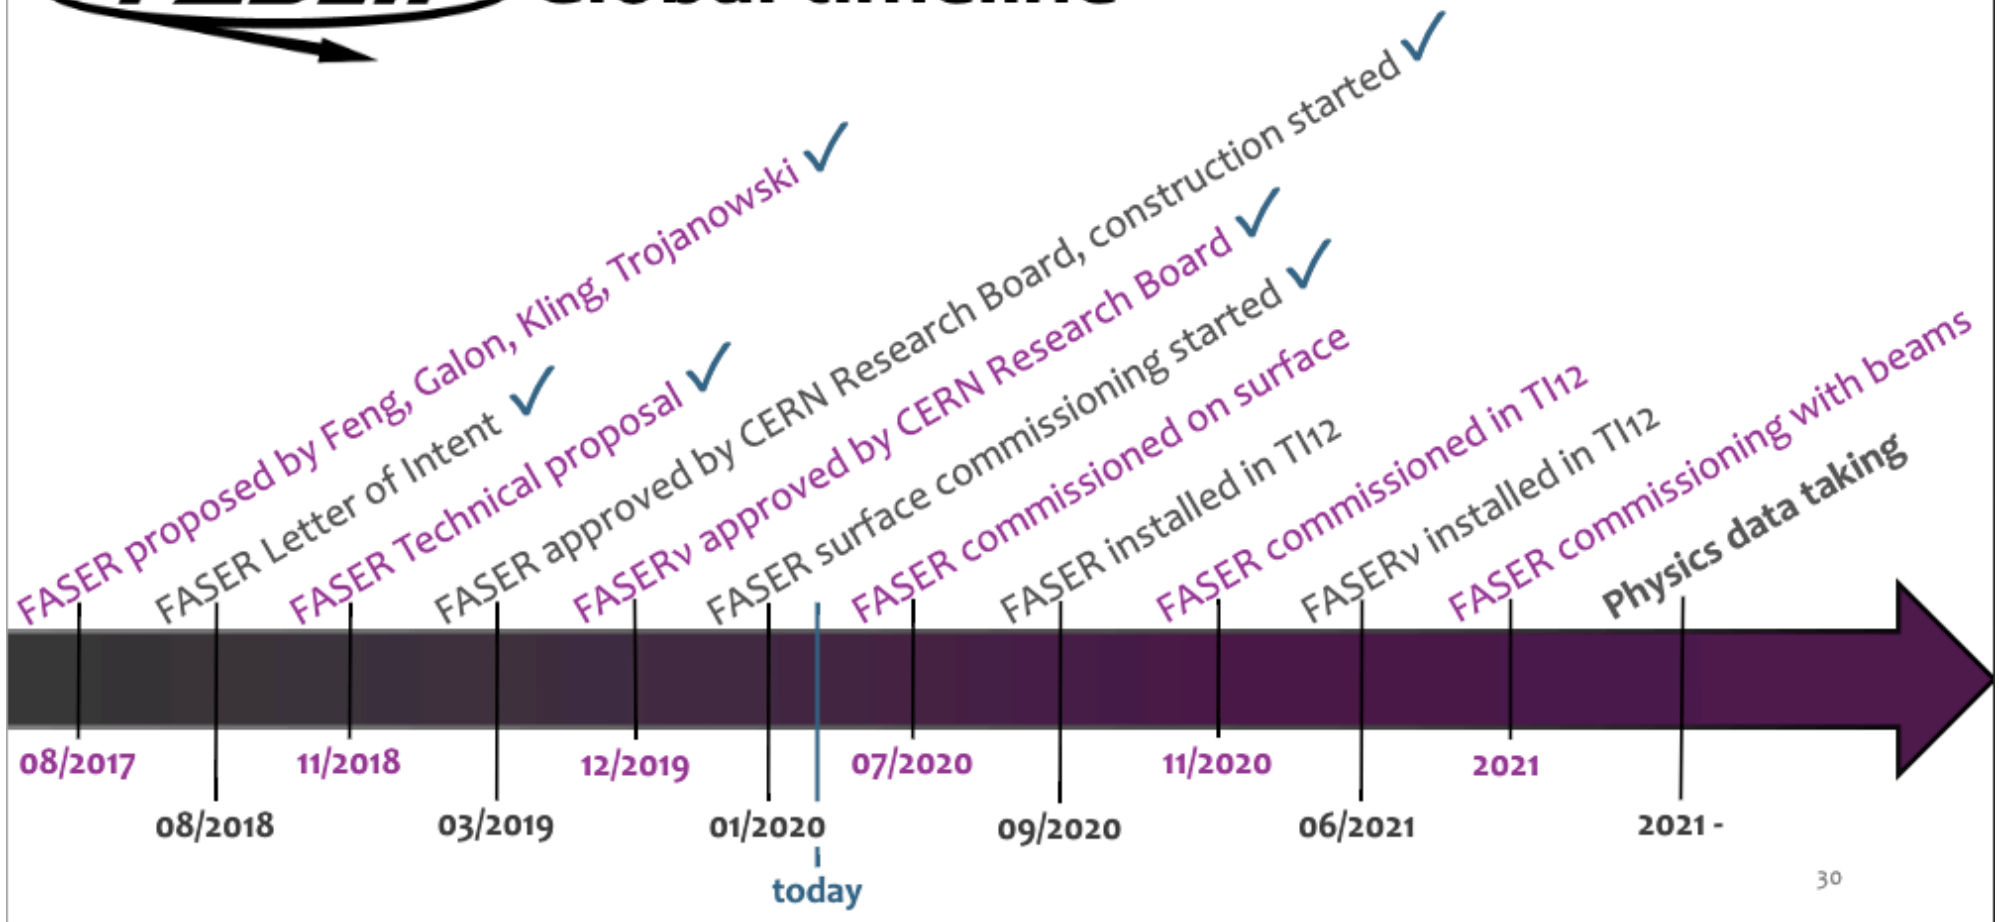 Global timeline
FASER proposed by Feng, Galon, Kling, Trojanowski
FASER Letter of Intent
FASER Technical proposal
FASER approved by CERN Research Board, construction started
FASERν approved by CERN Research Board
FASER surface commissioning started
FASER commissioned on surface
FASER installed in TI12
FASER commissioned in TI12
FASERν installed in TI12
FASER commissioning with beams
Physics data taking
08/2017
08/2018
11/2018
03/2019
12/2019
01/2020
07/2020
09/2020
11/2020
06/2021
2021
2021 -
today
30